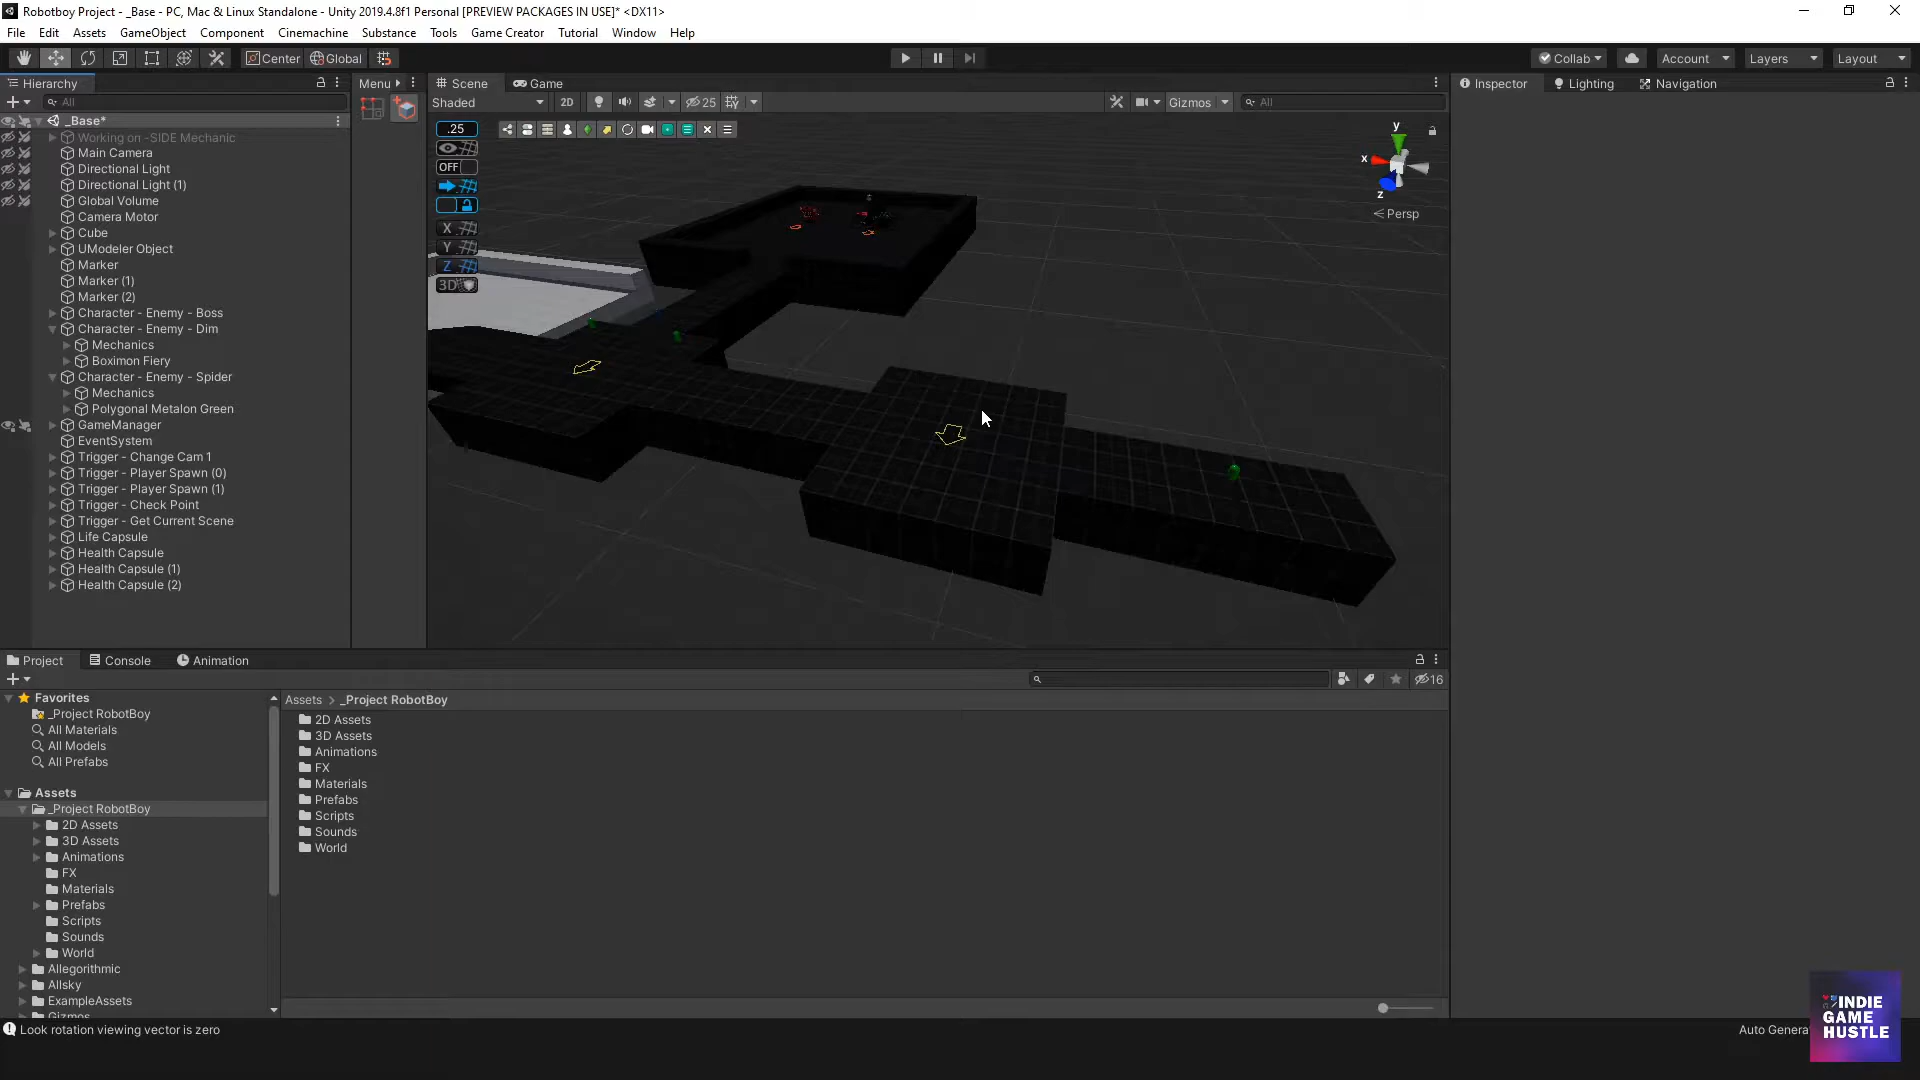 Robotboy Project - _Base - PC, Mac & Linux Standalone - Unity 2019.4.8f1 Personal [PREVIEW PACKAGES IN USE]* <DX11>
File Edit Assets GameObject Component Cinemachine Substance Tools Game Creator Tutorial Window Help
Center Global Collab Account Layers Layout
Hierarchy Menu Scene Game Inspector Lighting Navigation
All Shaded 2D 25 Gizmos All
_Base*
Working on -SIDE Mechanic
Main Camera
Directional Light
Directional Light (1)
Global Volume
Camera Motor
Cube
UModeler Object
Marker
Marker (1)
Marker (2)
Character - Enemy - Boss
Character - Enemy - Dim
Mechanics
Boximon Fiery
Character - Enemy - Spider
Mechanics
Polygonal Metalon Green
GameManager
EventSystem
Trigger - Change Cam 1
Trigger - Player Spawn (0)
Trigger - Player Spawn (1)
Trigger - Check Point
Trigger - Get Current Scene
Life Capsule
Health Capsule
Health Capsule (1)
Health Capsule (2)
.25
OFF
X
Y
Z
3D
y
x
z
< Persp
Project Console Animation
16
Favorites
_Project RobotBoy
All Materials
All Models
All Prefabs
Assets
_Project RobotBoy
2D Assets
3D Assets
Animations
FX
Materials
Prefabs
Scripts
Sounds
World
Allegorithmic
Allsky
ExampleAssets
Gizmos
Assets > _Project RobotBoy
2D Assets
3D Assets
Animations
FX
Materials
Prefabs
Scripts
Sounds
World
Look rotation viewing vector is zero
Auto Genera
INDIE
GAME
HUSTLE